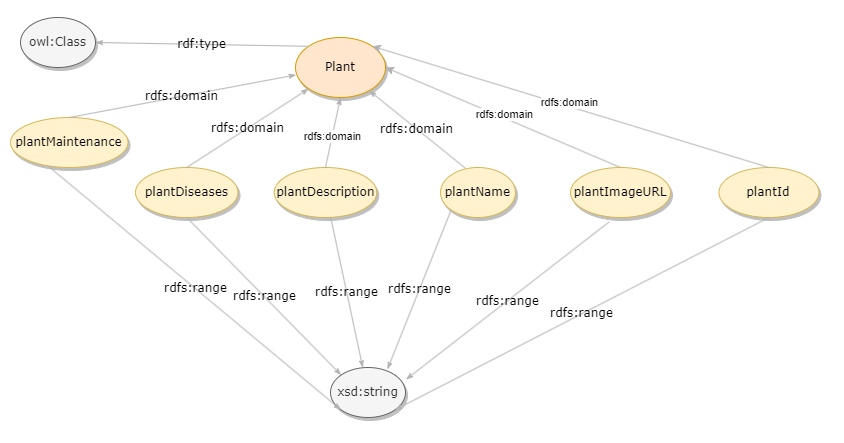 owl:Class
rdf:type
Plant
rdfs:domain
rdfs:domain
rdfs:domain
rdfs:domain
rdfs:domain
rdfs:domain
plantMaintenance
plantDiseases
plantDescription
plantName
plantImageURL
plantId
rdfs:range
rdfs:range
rdfs:range
rdfs:range
rdfs:range
rdfs:range
xsd:string